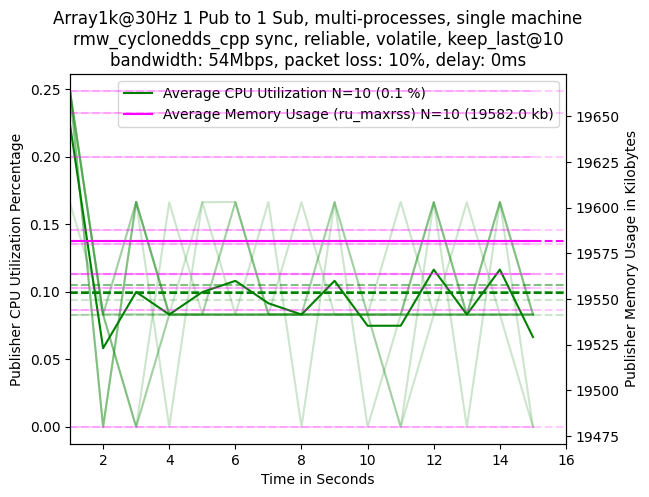 Array1k@30Hz 1 Pub to 1 Sub, multi-processes, single machine
rmw_cyclonedds_cpp sync, reliable, volatile, keep_last@10
bandwidth: 54Mbps, packet loss: 10%, delay: 0ms
Average CPU Utilization N=10 (0.1 %)
Average Memory Usage (ru_maxrss) N=10 (19582.0 kb)
Publisher CPU Utilization Percentage
0.25
0.20
0.15
0.10
0.05
0.00
19650
19625
19600
19575
19550
19525
19500
19475
Publisher Memory Usage in Kilobytes
2
4
6
8
10
12
14
16
Time in Seconds